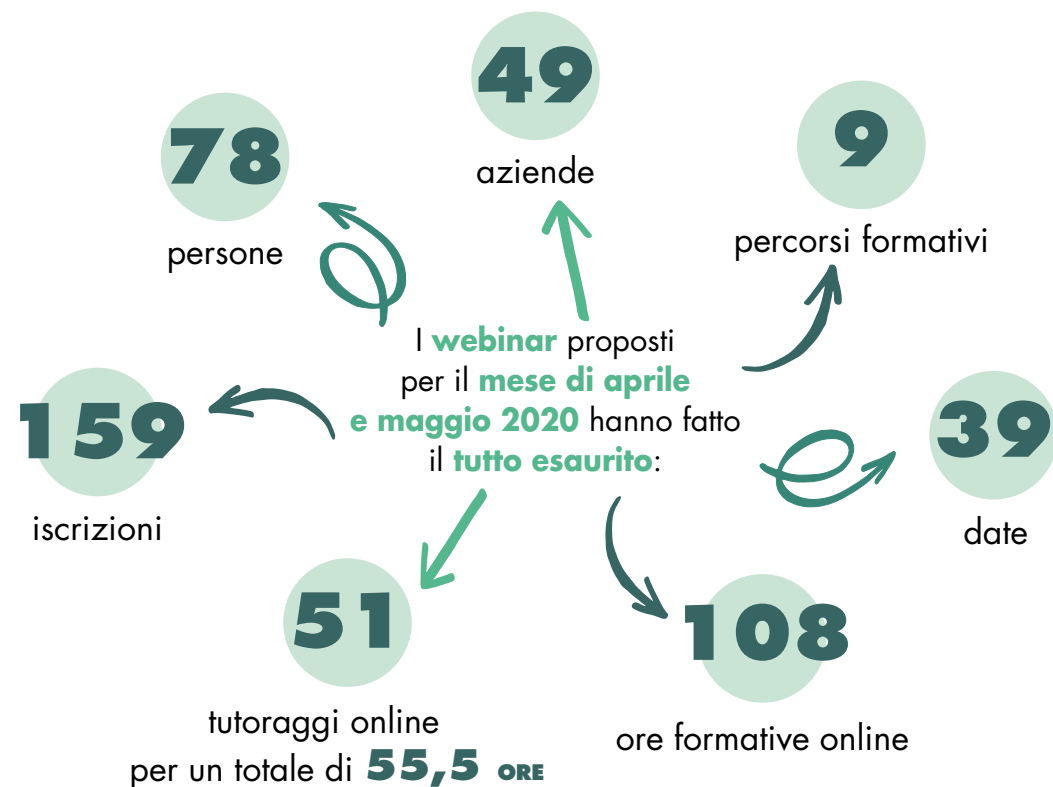 49
aziende
78
persone
9
percorsi formativi
I webinar proposti
per il mese di aprile
e maggio 2020 hanno fatto
il tutto esaurito:
159
iscrizioni
39
date
51
tutoraggi online
per un totale di 55,5 ORE
108
ore formative online